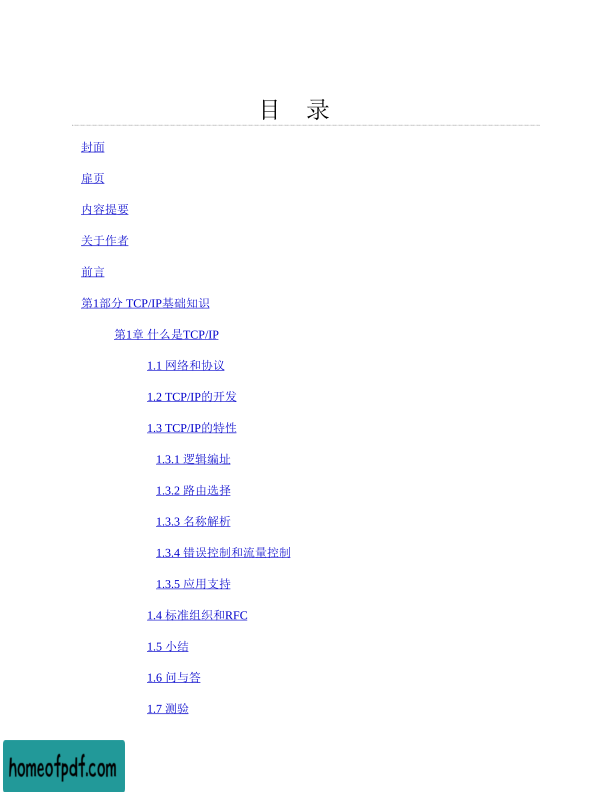 目 录
封面
扉页
内容提要
关于作者
前言
第1部分 TCP/IP基础知识
第1章 什么是TCP/IP
1.1 网络和协议
1.2 TCP/IP的开发
1.3 TCP/IP的特性
1.3.1 逻辑编址
1.3.2 路由选择
1.3.3 名称解析
1.3.4 错误控制和流量控制
1.3.5 应用支持
1.4 标准组织和RFC
1.5 小结
1.6 问与答
1.7 测验
homeofpdf.com